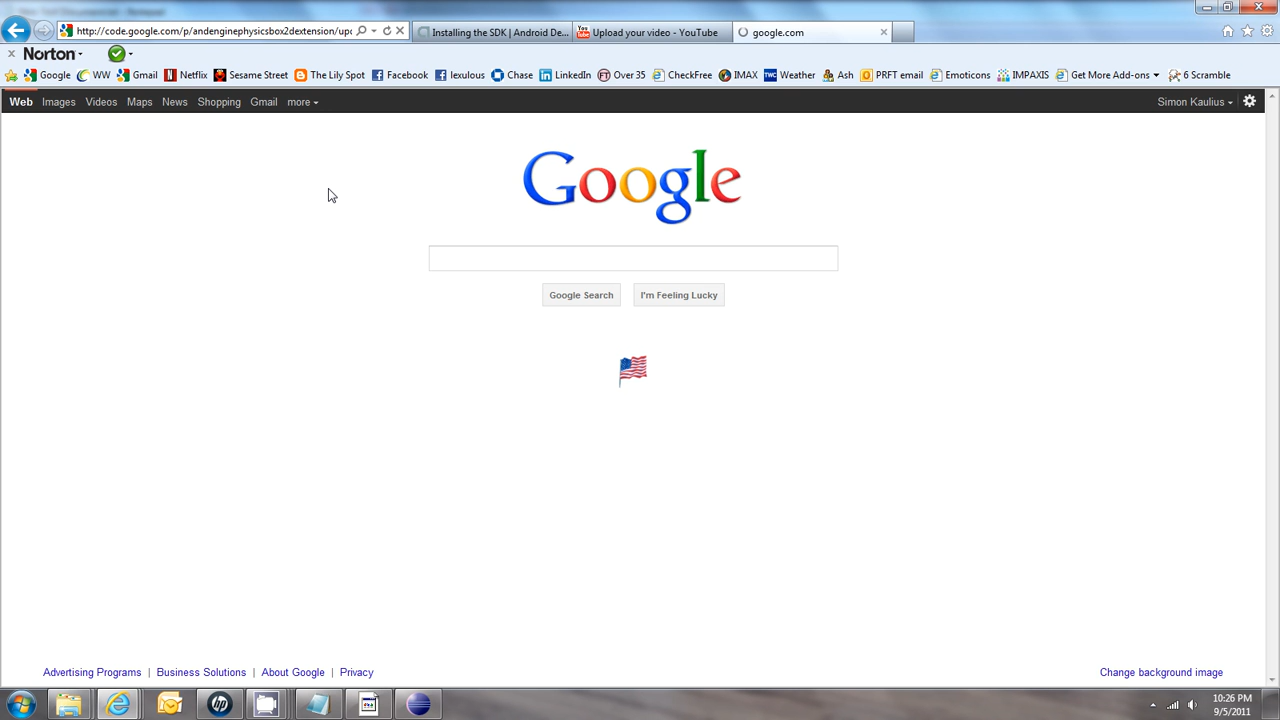 http://code.google.com/p/andenginephysicsbox2dextension/upd
Installing the SDK | Android De...
Upload your video - YouTube
google.com
Norton
Google
WW
Gmail
Netflix
Sesame Street
The Lily Spot
Facebook
lexulous
Chase
LinkedIn
Over 35
CheckFree
IMAX
Weather
Ash
PRFT email
Emoticons
IMPAXIS
Get More Add-ons
6 Scramble
Web Images Videos Maps News Shopping Gmail more
Simon Kaulius
Google
Google Search
I'm Feeling Lucky
Advertising Programs | Business Solutions | About Google | Privacy
Change background image
10:26 PM
9/5/2011